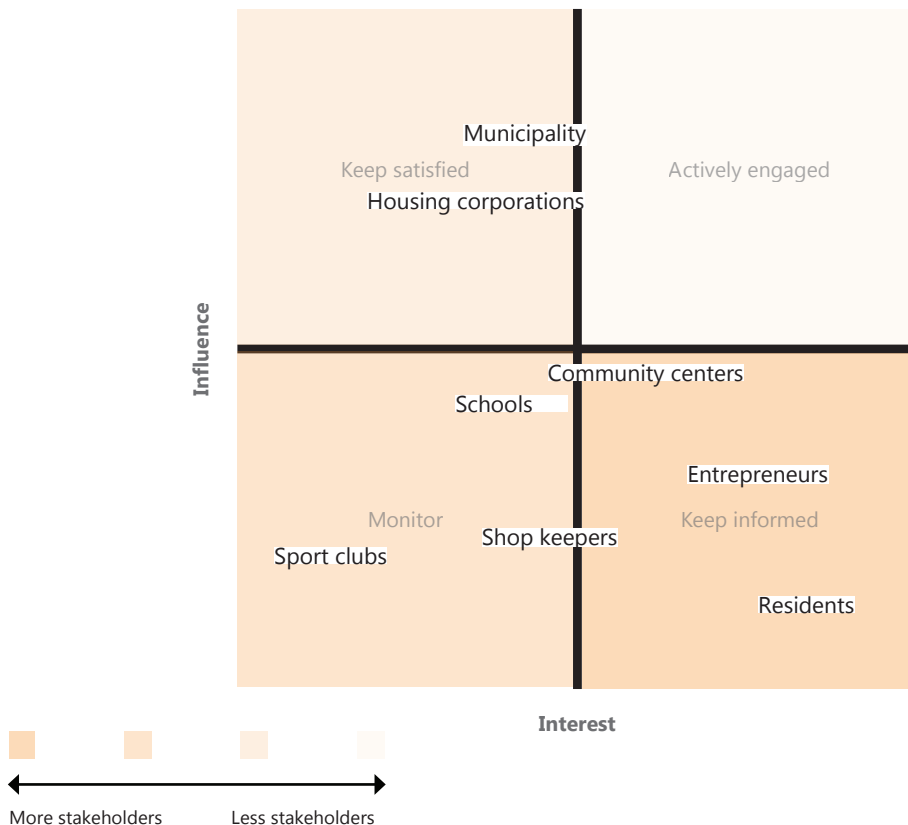 Municipality
Keep satisfied
Actively engaged
Housing corporations
Influence
Community centers
Schools
Entrepreneurs
Monitor
Keep informed
Shop keepers
Sport clubs
Residents
Interest
More stakeholders
Less stakeholders